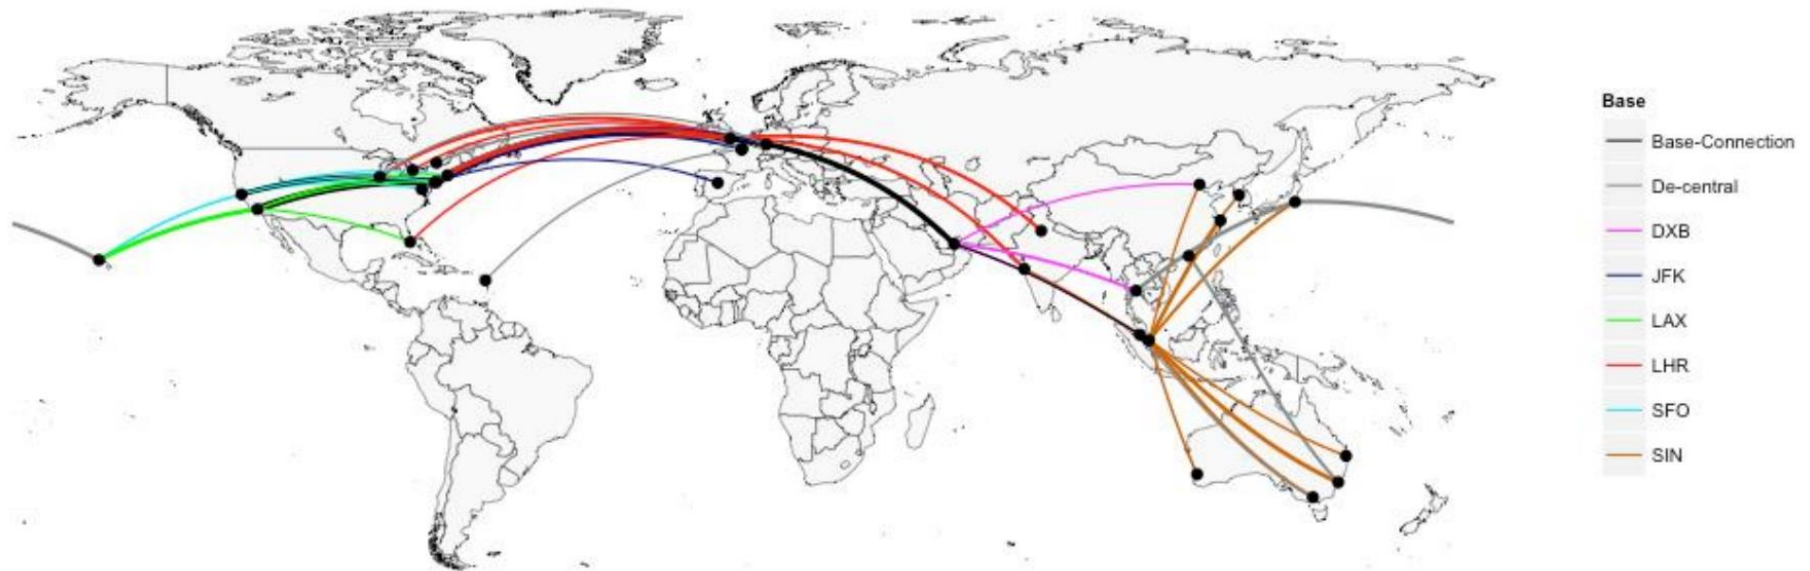 Base
Base-Connection
De-central
DXB
JFK
LAX
LHR
SFO
SIN